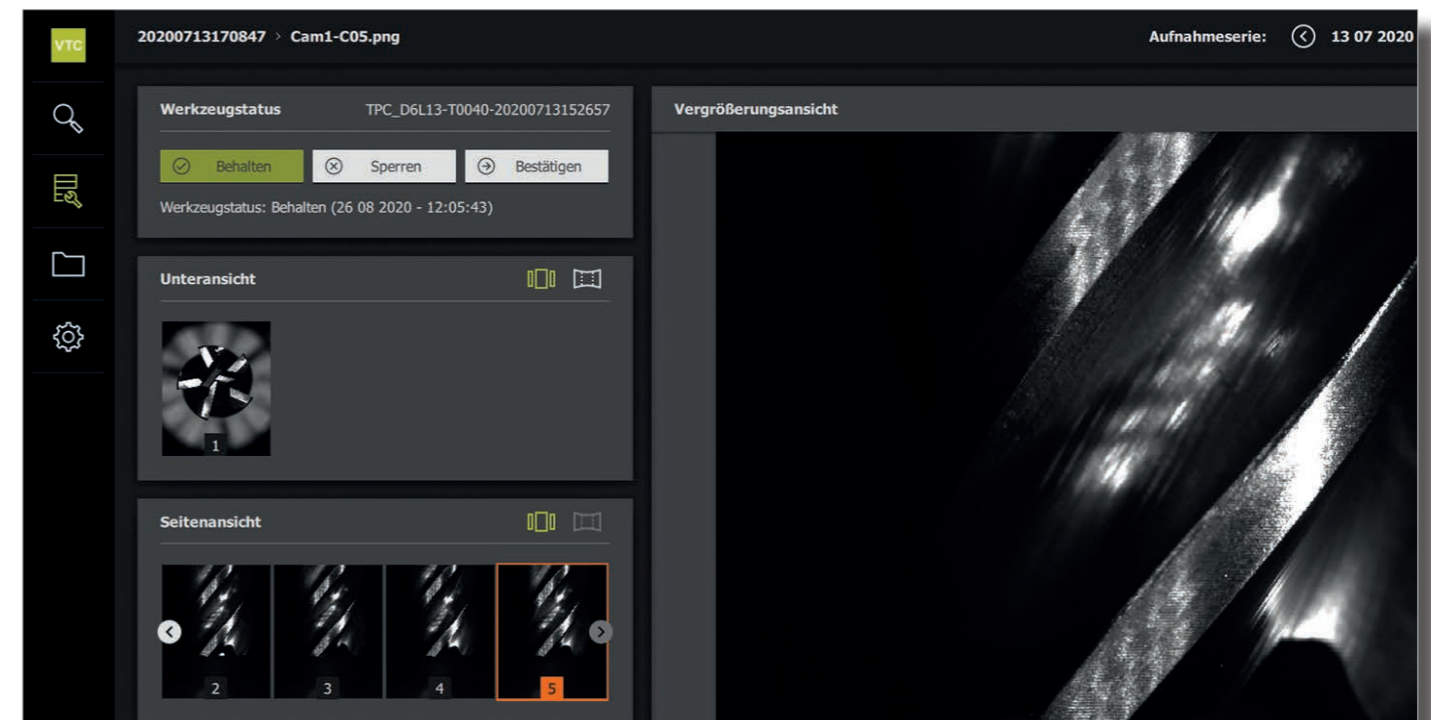 VTC
20200713170847 > Cam1-C05.png
Aufnahmeserie: 13 07 2020
Werkzeugstatus TPC_D6L13-T0040-20200713152657
Behalten Sperren Bestätigen
Werkzeugstatus: Behalten (26 08 2020 - 12:05:43)
Unteransicht
1
Seitenansicht
2 3 4 5
Vergrößerungsansicht